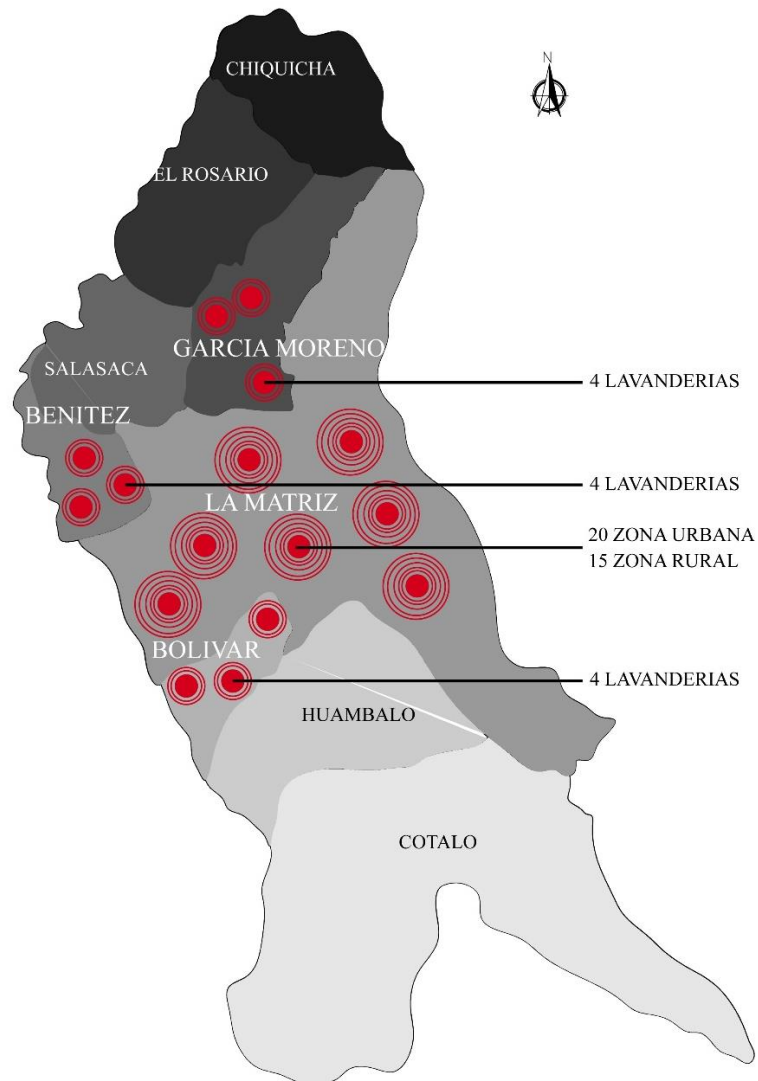 N
CHIQUICHA
EL ROSARIO
GARCIA MORENO
SALASACA
4 LAVANDERIAS
BENITEZ
4 LAVANDERIAS
LA MATRIZ
20 ZONA URBANA
15 ZONA RURAL
BOLIVAR
4 LAVANDERIAS
HUAMBALO
COTALO